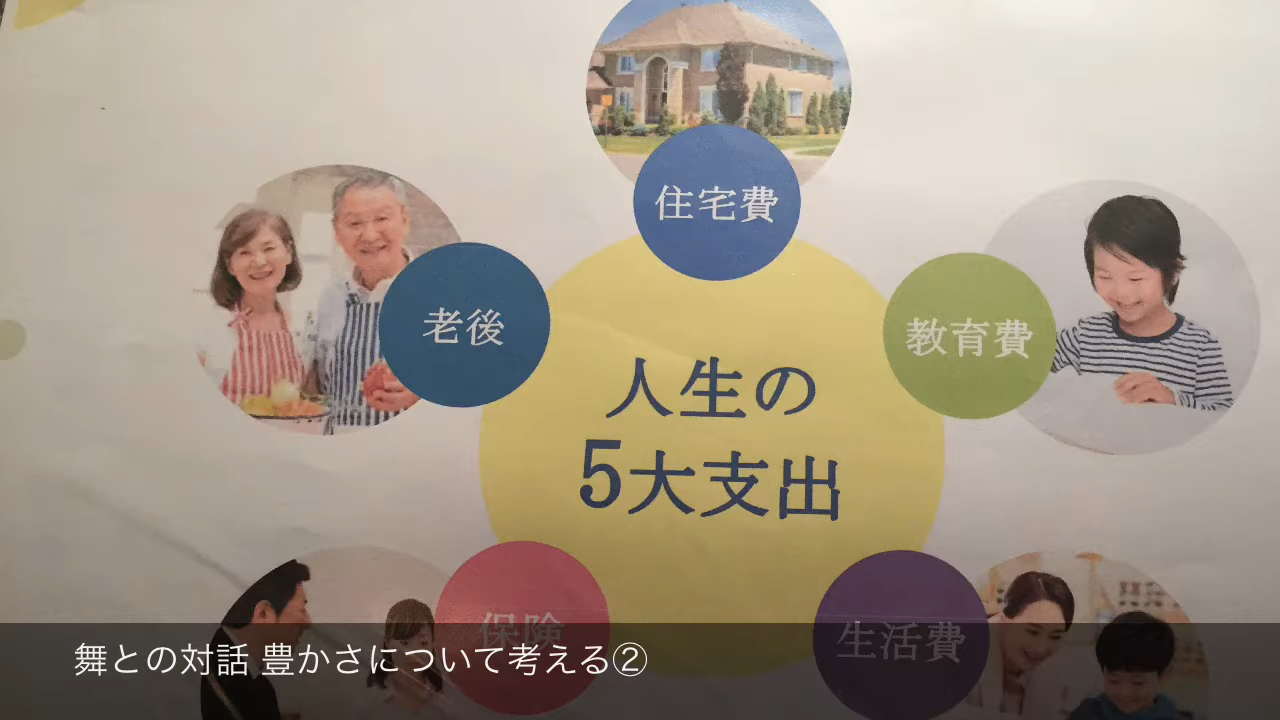 住宅費
老後
教育費
人生の
5大支出
保険
生活費
舞との対話 豊かさについて考える②